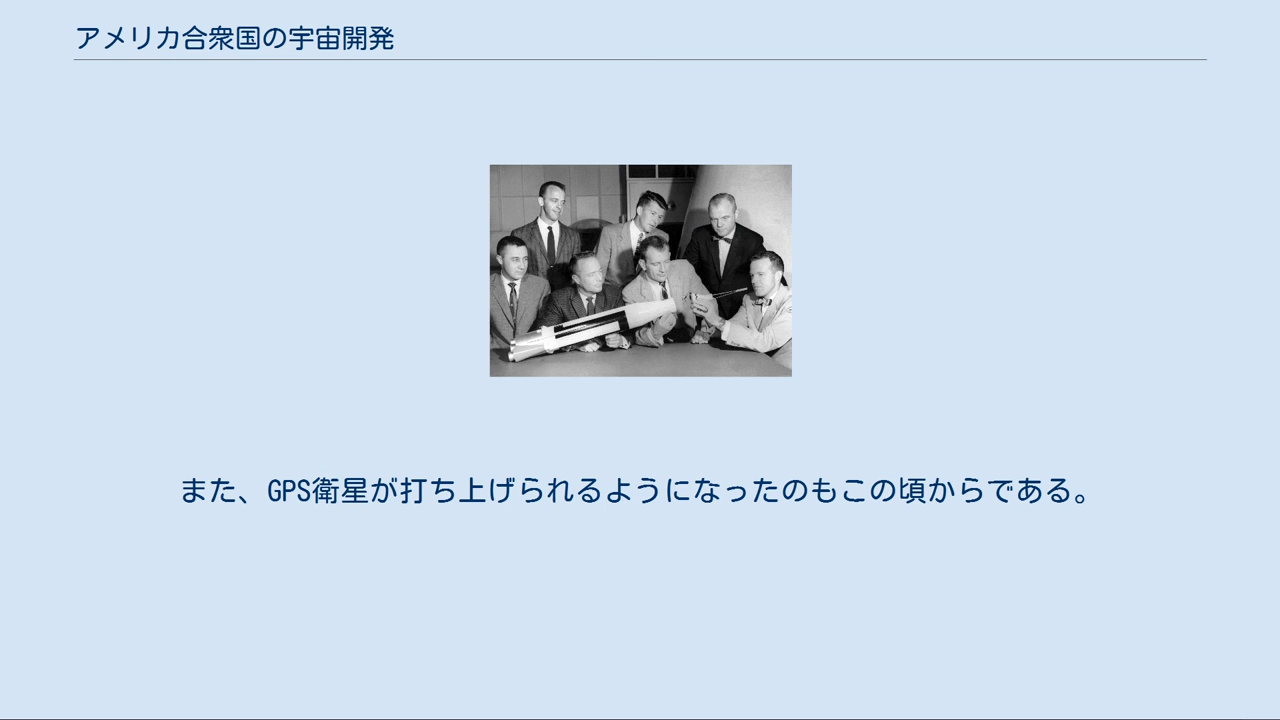 アメリカ合衆国の宇宙開発
また、GPS衛星が打ち上げられるようになったのもこの頃からである。